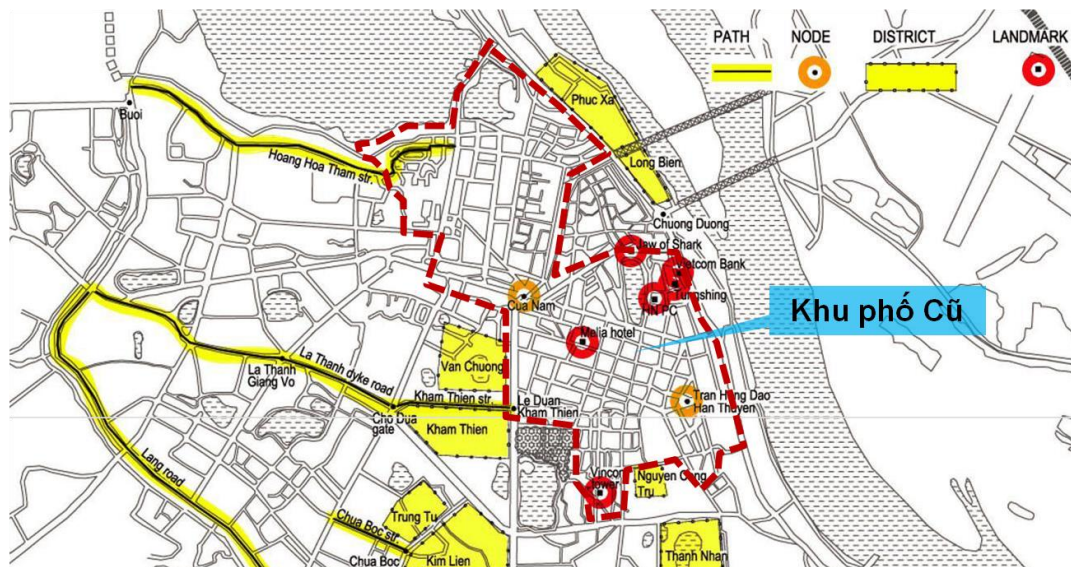 PATH NODE DISTRICT LANDMARK
Phuc Xa
Buoi
Long Bien
Hoang Hoa Tham str.
Chuong Duong
Jaw of Shark
Vietcom Bank
Tungshing
HN PC
Cua Nam
Khu phố Cũ
Melia hotel
Van Chuong
La Thanh
Giang Vo
La Thanh dyke road
Kham Thien str.
Le Duan
Kham Thien
Tran Hung Dao
Han Thuyen
Cho Dua
gate
Kham Thien
Lang road
Vincom
tower
Nguyen Cong
Tru
Trung Tu
Chua Boc str.
Chua Boc
Kim Lien
Thanh Nhan